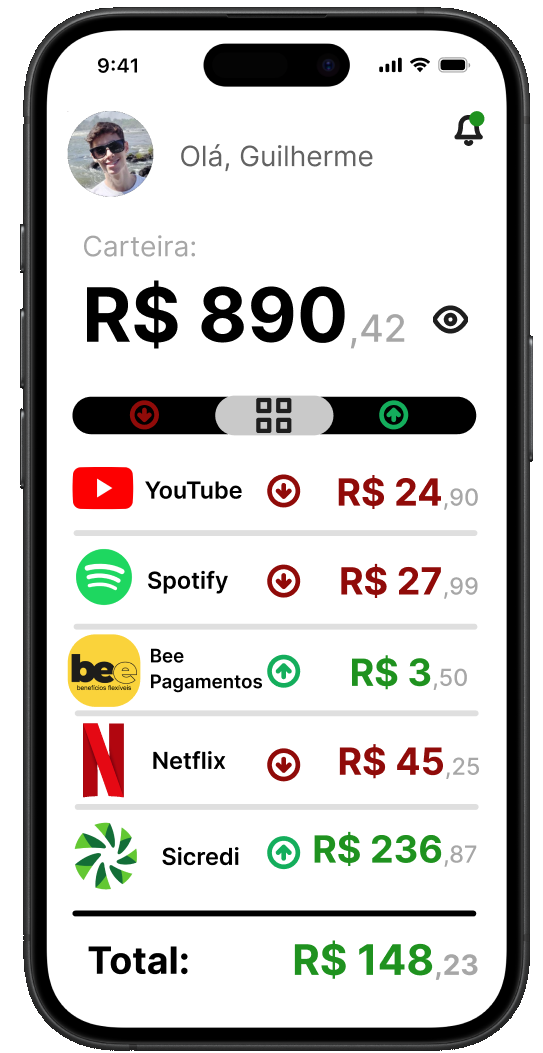 9:41
Olá, Guilherme
Carteira:
R$ 890,42
YouTube R$ 24,90
Spotify R$ 27,99
bee
benefícios flexíveis
Bee
Pagamentos R$ 3,50
Netflix R$ 45,25
Sicredi R$ 236,87
Total: R$ 148,23